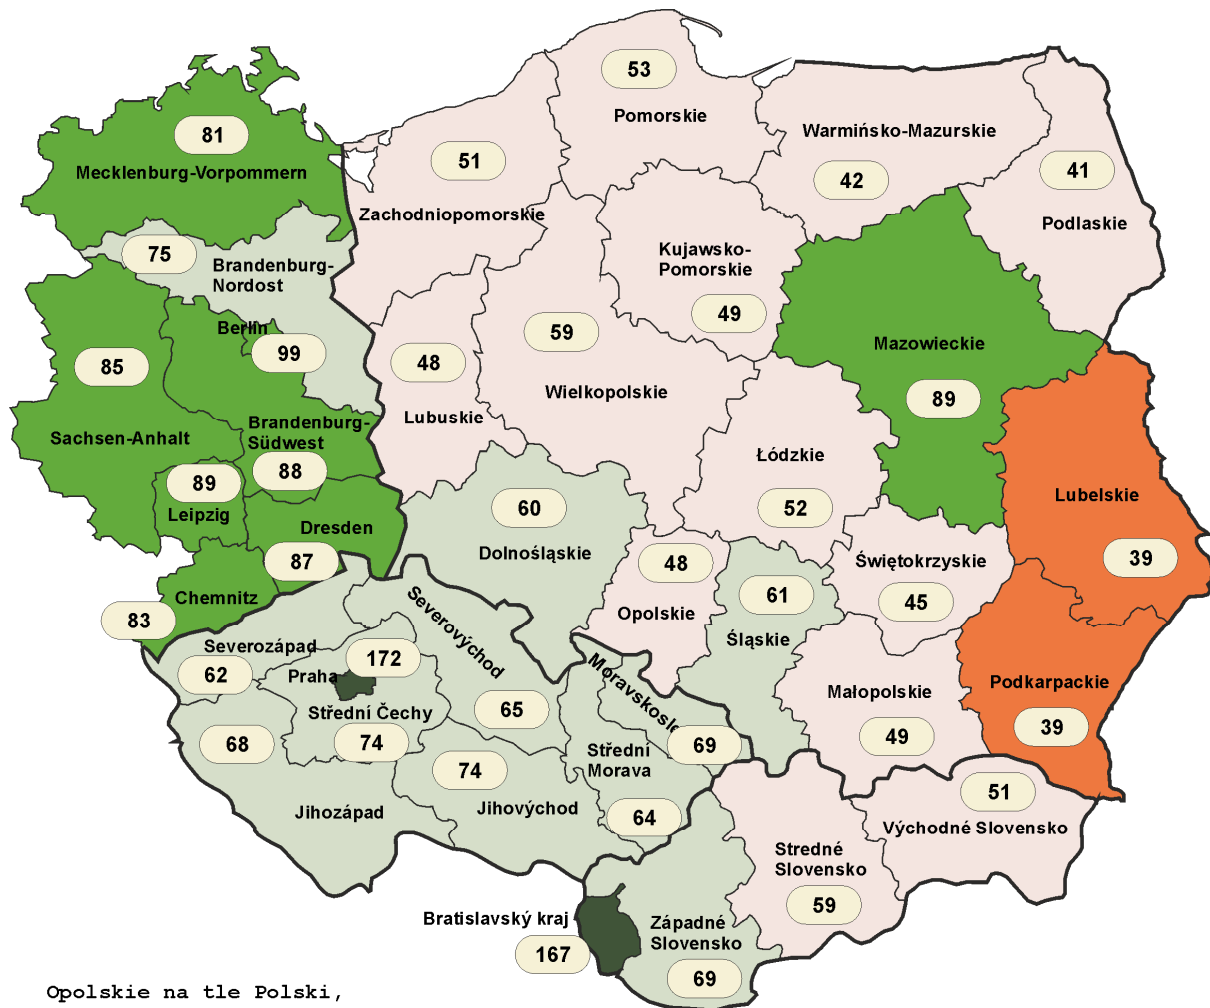 53
Pomorskie
81
Mecklenburg-Vorpommern
51
Zachodniopomorskie
Warmińsko-Mazurskie
42
41
Podlaskie
75
Brandenburg-
Nordost
Kujawsko-
Pomorskie
49
Berlin
99
85
Sachsen-Anhalt
48
Lubuskie
59
Wielkopolskie
Mazowieckie
89
Brandenburg-
Südwest
88
89
Leipzig
Dresden
87
Chemnitz
83
60
Dolnośląskie
Łódzkie
52
Lubelskie
39
48
Opolskie
61
Śląskie
Świętokrzyskie
45
Severozápad
62
Praha
172
Severovýchod
65
Střední Čechy
74
68
Jihozápad
74
Jihovýchod
Moravskosle
69
Střední
Morava
64
Małopolskie
49
Podkarpackie
39
51
Východné Slovensko
Stredné
Slovensko
59
Bratislavský kraj
167
Západné
Slovensko
69
Opolskie na tle Polski,